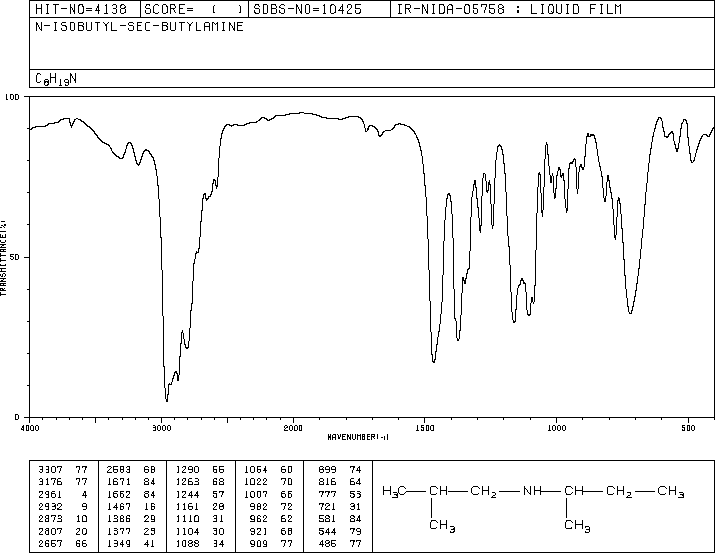 HIT-NO=4138 SCORE= ( ) SDBS-NO=10425 IR-NIDA-05758 : LIQUID FILM
N-ISOBUTYL-SEC-BUTYLAMINE
C8H19N
100
50
0
TRANSMITTANCE(%)
4000 3000 2000 1500 1000 500
WAVENUMBER(-1)
3307 77 2583 68 1290 55 1054 60 899 74
3176 77 1671 84 1263 68 1022 70 816 64
2961 4 1662 84 1244 57 1007 66 777 53
2932 9 1467 16 1161 28 982 72 721 31
2873 10 1386 29 1110 31 962 62 581 84
2807 20 1377 23 1104 30 921 68 544 79
2667 66 1349 41 1088 34 909 77 486 77
H3C CH CH2 NH CH CH2 CH3
CH3 CH3